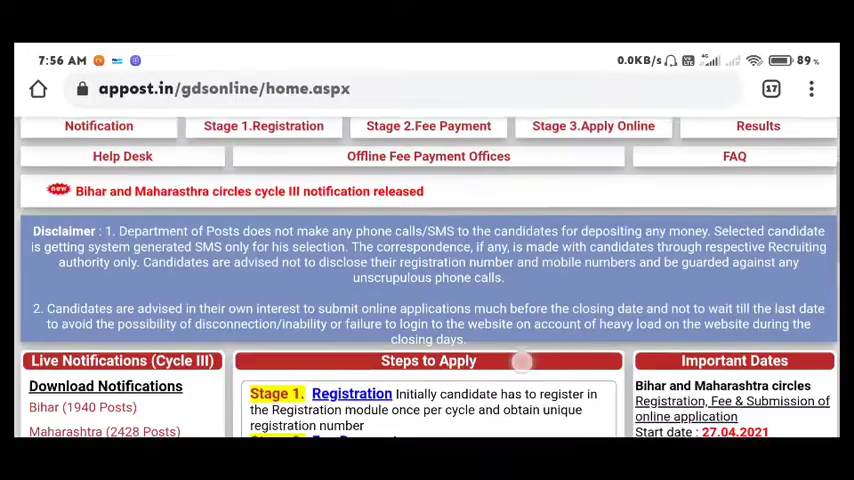 7:56 AM 0.0KB/s 89%
appost.in/gdsonline/home.aspx 17
Notification Stage 1.Registration Stage 2.Fee Payment Stage 3.Apply Online Results
Help Desk Offline Fee Payment Offices FAQ
new Bihar and Maharasthra circles cycle III notification released
Disclaimer : 1. Department of Posts does not make any phone calls/SMS to the candidates for depositing any money. Selected candidate
is getting system generated SMS only for his selection. The correspondence, if any, is made with candidates through respective Recruiting
authority only. Candidates are advised not to disclose their registration number and mobile numbers and be guarded against any
unscrupulous phone calls.
2. Candidates are advised in their own interest to submit online applications much before the closing date and not to wait till the last date
to avoid the possibility of disconnection/inability or failure to login to the website on account of heavy load on the website during the
closing days.
Live Notifications (Cycle III)
Download Notifications
Bihar (1940 Posts)
Maharashtra (2428 Posts)
Steps to Apply
Stage 1. Registration Initially candidate has to register in
the Registration module once per cycle and obtain unique
registration number
Important Dates
Bihar and Maharashtra circles
Registration, Fee & Submission of
online application
Start date : 27.04.2021